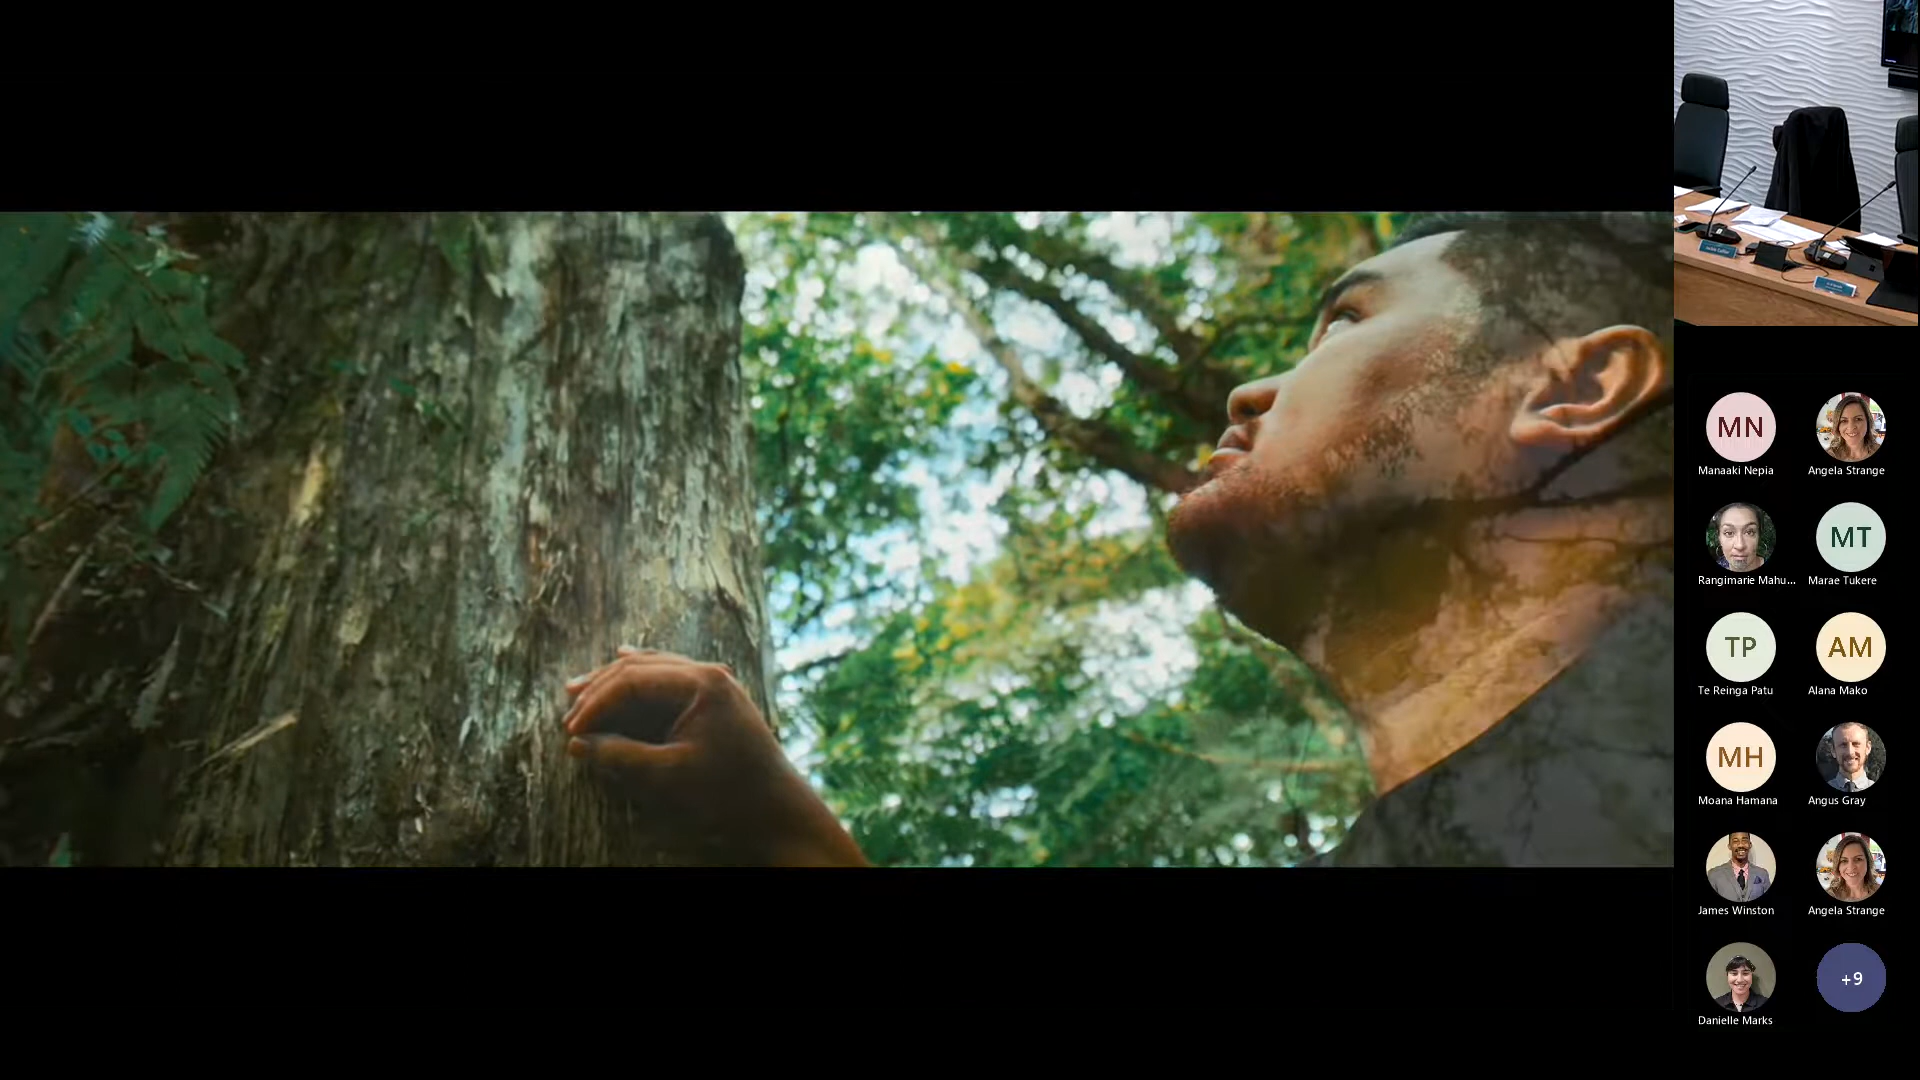 MN
Manaaki Nepia
Angela Strange
Rangimarie Mahu...
MT
Marae Tukere
TP
Te Reinga Patu
AM
Alana Mako
MH
Moana Hamana
Angus Gray
James Winston
Angela Strange
Danielle Marks
+9